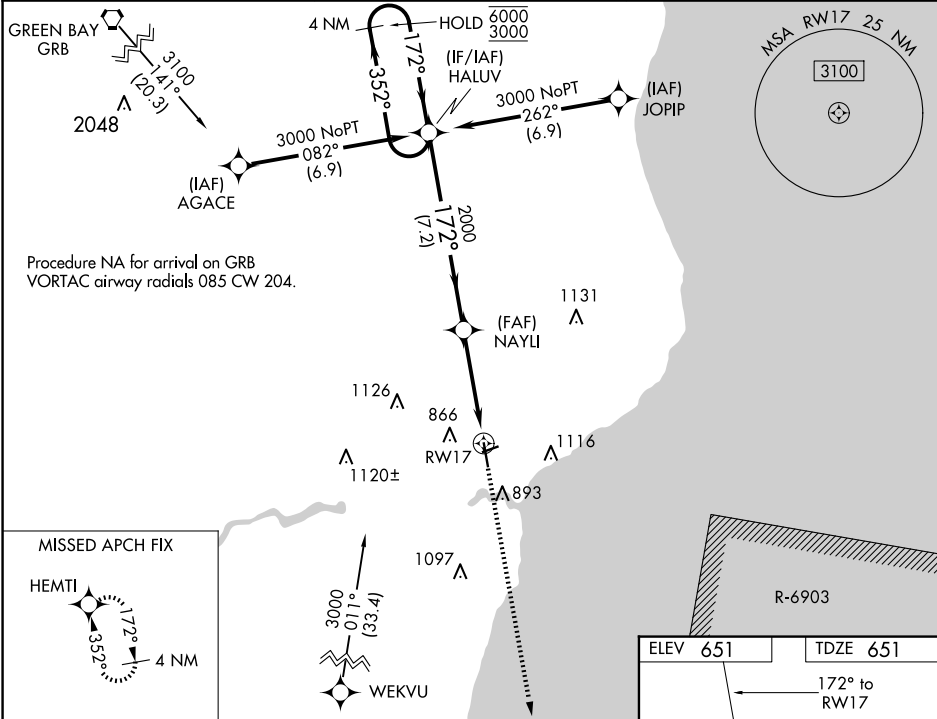 GREEN BAY
GRB
3100
141°
(20.3)
2048
4 NM
HOLD 6000
3000
172°
352°
(IF/IAF)
HALUV
3000 NoPT
262°
(6.9)
(IAF)
JOPIP
MSA RW17 25 NM
3100
3000 NoPT
082°
(6.9)
(IAF)
AGACE
2000
172°
(7.2)
Procedure NA for arrival on GRB
VORTAC airway radials 085 CW 204.
1131
(FAF)
NAYLI
1126
866
RW17
1116
1120±
893
MISSED APCH FIX
HEMTI
172°
352°
4 NM
1097
3000
011°
(33.4)
WEKVU
R-6903
ELEV 651
TDZE 651
172° to
RW17